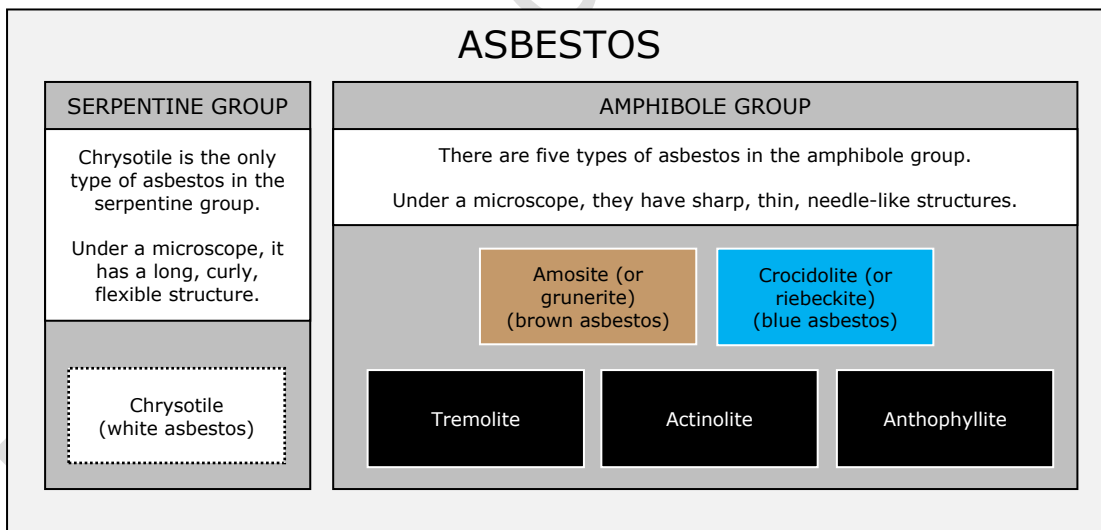 ASBESTOS
SERPENTINE GROUP
Chrysotile is the only
type of asbestos in the
serpentine group.
Under a microscope, it
has a long, curly,
flexible structure.
Chrysotile
(white asbestos)
AMPHIBOLE GROUP
There are five types of asbestos in the amphibole group.
Under a microscope, they have sharp, thin, needle-like structures.
Amosite (or
grunerite)
(brown asbestos)
Crocidolite (or
riebeckite)
(blue asbestos)
Tremolite
Actinolite
Anthophyllite